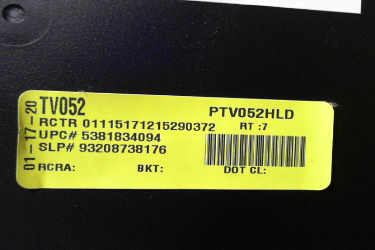 01-17-20
TV052
PTV052HLD
RCTR 01115171215290372
RT :7
UPC# 5381834094
SLP# 93208738176
RCRA: BKT: DOT CL: